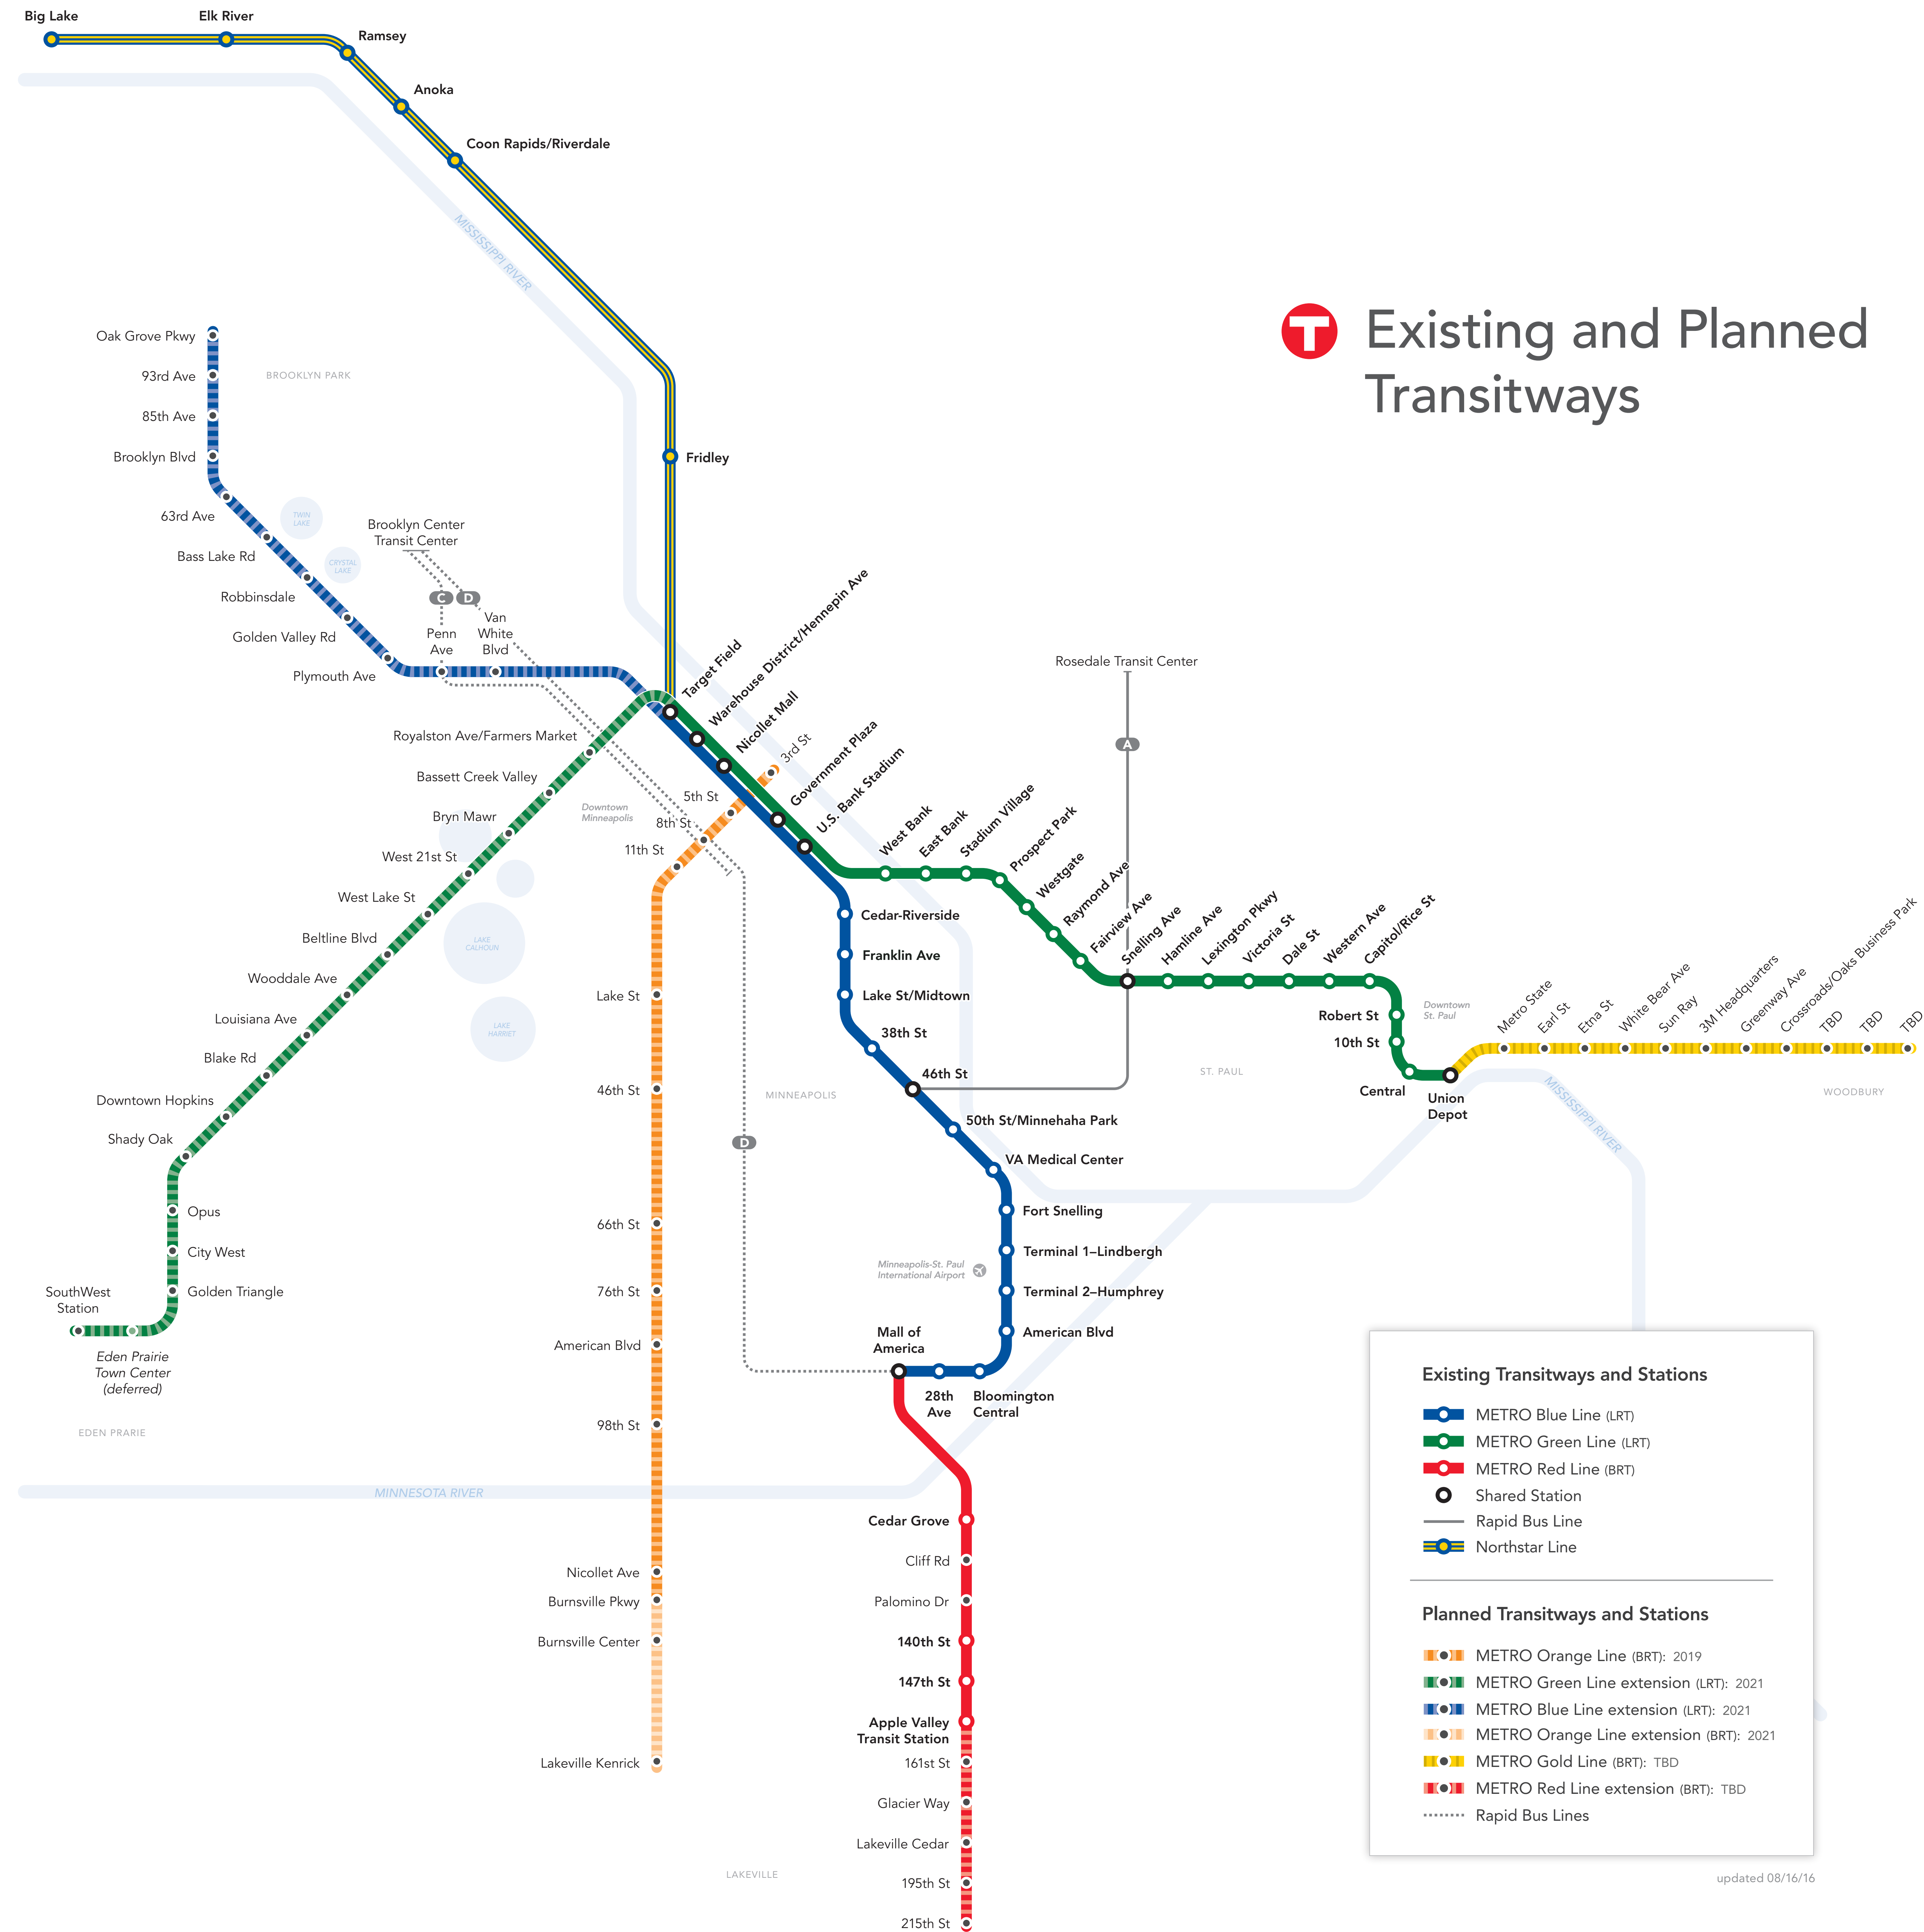 Big Lake
Elk River
Ramsey
Anoka
Coon Rapids/Riverdale
MISSISSIPPI RIVER
Existing and Planned
Transitways
Oak Grove Pkwy
93rd Ave
BROOKLYN PARK
85th Ave
Brooklyn Blvd
Fridley
63rd Ave
TWIN
LAKE
Bass Lake Rd
CRYSTAL
LAKE
Robbinsdale
Golden Valley Rd
Plymouth Ave
Brooklyn Center
Transit Center
C
D
Penn
Ave
Van
White
Blvd
Target Field
Warehouse District/Hennepin Ave
Nicollet Mall
3rd St
Government Plaza
U.S. Bank Stadium
Rosedale Transit Center
A
Royalston Ave/Farmers Market
Bassett Creek Valley
Bryn Mawr
West 21st St
West Lake St
Beltline Blvd
Wooddale Ave
Louisiana Ave
Blake Rd
Downtown Hopkins
Shady Oak
Opus
City West
Golden Triangle
SouthWest
Station
Eden Prairie
Town Center
(deferred)
EDEN PRARIE
Downtown
Minneapolis
LAKE
CALHOUN
LAKE
HARRIET
5th St
8th St
11th St
Lake St
46th St
66th St
76th St
American Blvd
98th St
Nicollet Ave
Burnsville Pkwy
Burnsville Center
Lakeville Kenrick
MINNEAPOLIS
D
West Bank
East Bank
Stadium Village
Prospect Park
Westgate
Raymond Ave
Fairview Ave
Snelling Ave
Hamline Ave
Lexington Pkwy
Victoria St
Dale St
Western Ave
Capitol/Rice St
Robert St
10th St
Central
Union
Depot
Downtown
St. Paul
ST. PAUL
Metro State
Earl St
Etna St
White Bear Ave
Sun Ray
3M Headquarters
Greenway Ave
Crossroads/Oaks Business Park
TBD
TBD
TBD
WOODBURY
MISSISSIPPI RIVER
Cedar-Riverside
Franklin Ave
Lake St/Midtown
38th St
46th St
50th St/Minnehaha Park
VA Medical Center
Fort Snelling
Terminal 1–Lindbergh
Terminal 2–Humphrey
American Blvd
Minneapolis-St. Paul
International Airport
Mall of
America
28th
Ave
Bloomington
Central
MINNESOTA RIVER
Cedar Grove
Cliff Rd
Palomino Dr
140th St
147th St
Apple Valley
Transit Station
161st St
Glacier Way
Lakeville Cedar
195th St
215th St
LAKEVILLE
Existing Transitways and Stations
METRO Blue Line (LRT)
METRO Green Line (LRT)
METRO Red Line (BRT)
Shared Station
Rapid Bus Line
Northstar Line
Planned Transitways and Stations
METRO Orange Line (BRT): 2019
METRO Green Line extension (LRT): 2021
METRO Blue Line extension (LRT): 2021
METRO Orange Line extension (BRT): 2021
METRO Gold Line (BRT): TBD
METRO Red Line extension (BRT): TBD
Rapid Bus Lines
updated 08/16/16